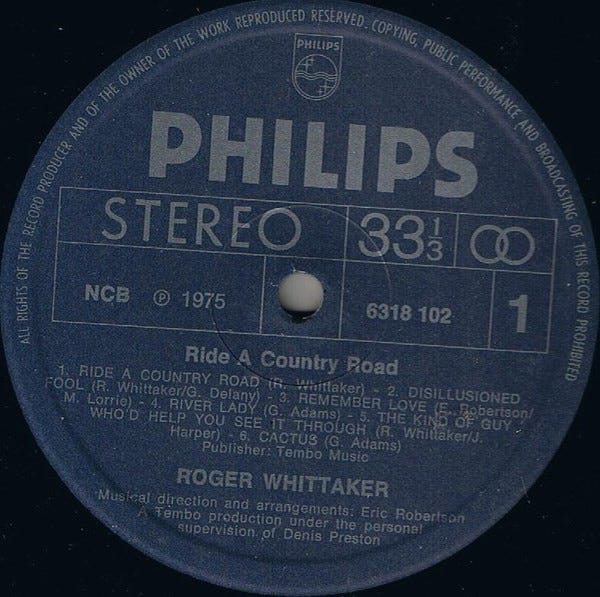 ALL RIGHTS OF THE RECORD PRODUCER AND OF THE OWNER OF THE WORK REPRODUCED RESERVED. COPYING, PUBLIC PERFORMANCE AND BROADCASTING OF THIS RECORD PROHIBITED
PHILIPS
PHILIPS
STEREO 33 1/3
NCB ℗ 1975 6318 102 1
Ride A Country Road
1. RIDE A COUNTRY ROAD (R. Whittaker) - 2. DISILLUSIONED
FOOL (R. Whittaker/G. Delany) - 3. REMEMBER LOVE (E. Robertson/
M. Lorrie) - 4. RIVER LADY (G. Adams) - 5. THE KIND OF GUY
WHO'D HELP YOU SEE IT THROUGH (R. Whittaker/J.
Harper) - 6. CACTUS (G. Adams)
Publisher: Tembo Music
ROGER WHITTAKER
Musical direction and arrangements: Eric Robertson
A Tembo production under the personal
supervision of Denis Preston